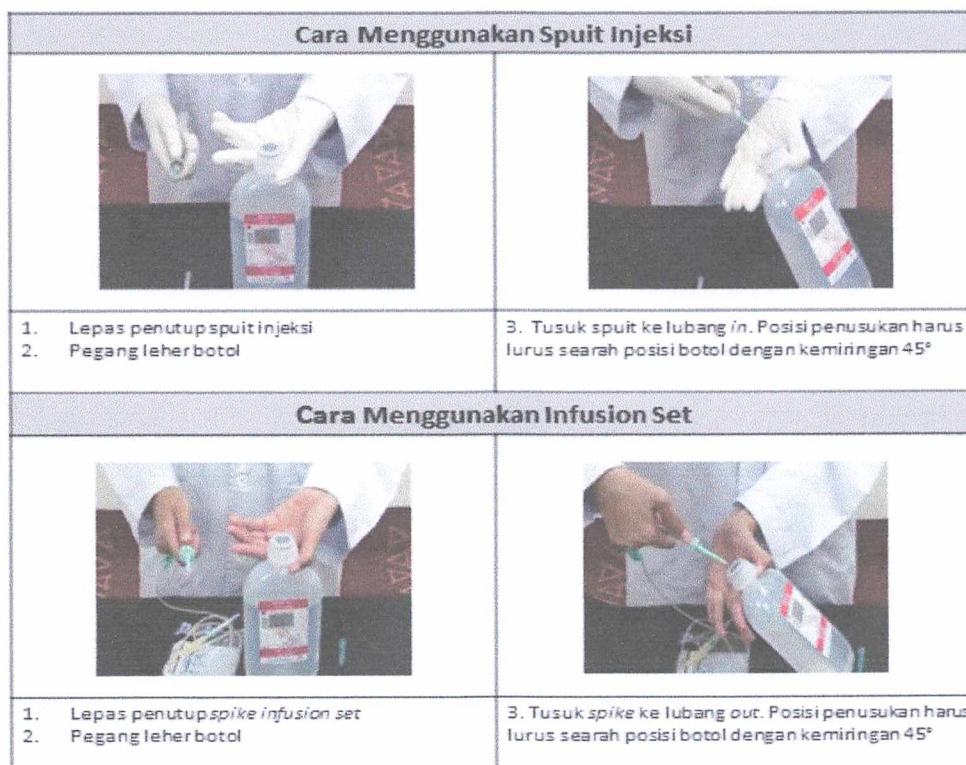 Cara Menggunakan Spuit Injeksi
1. Lepas penutup spuit injeksi
2. Pegang leher botol
3. Tusuk spuit ke lubang in. Posisi penusukan harus
lurus searah posisi botol dengan kemiringan 45°
Cara Menggunakan Infusion Set
1. Lepas penutup spike infusion set
2. Pegang leher botol
3. Tusuk spike ke lubang out. Posisi penusukan harus
lurus searah posisi botol dengan kemiringan 45°